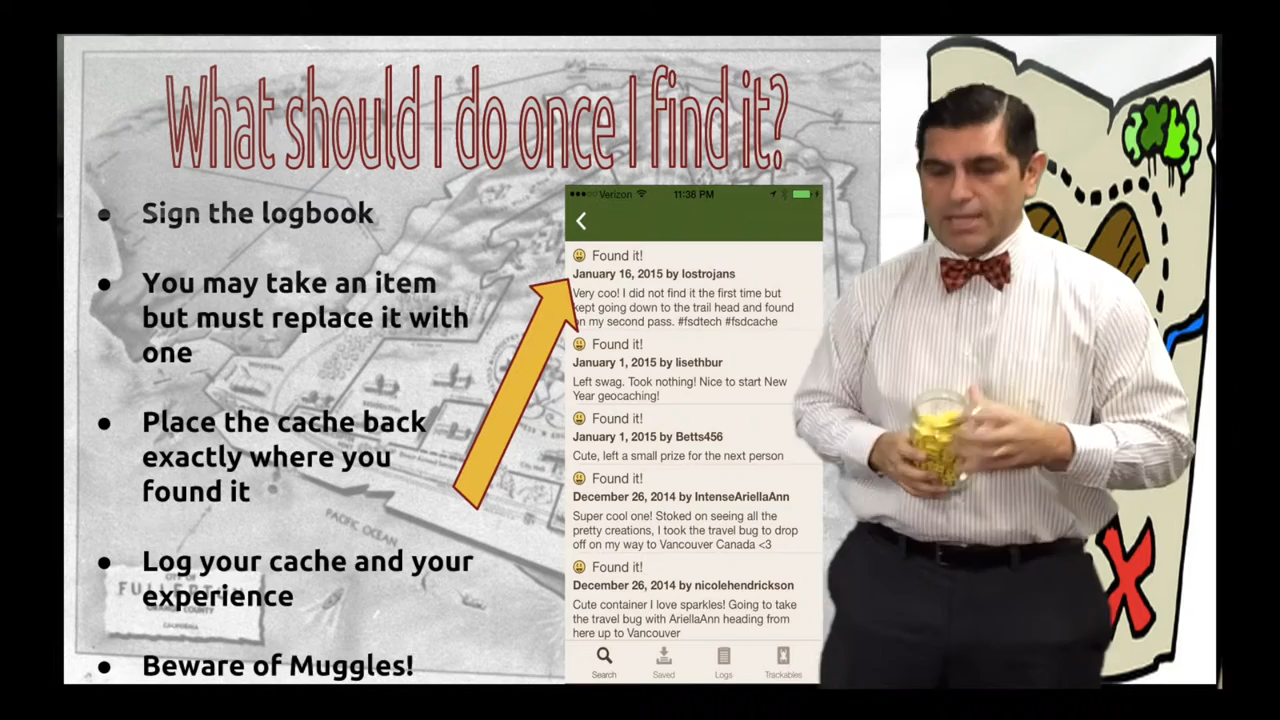 What should I do once I find it?
Sign the logbook
You may take an item
but must replace it with
one
Place the cache back
exactly where you
found it
Log your cache and your
experience
Beware of Muggles!
Verizon
11:38 PM
Found it!
January 16, 2015 by lostrojans
Very coo! I did not find it the first time but
kept going down to the trail head and found
on my second pass. #fsdtech #fsdcache
Found it!
January 1, 2015 by lisethbur
Left swag. Took nothing! Nice to start New
Year geocaching!
Found it!
January 1, 2015 by Betts456
Cute, left a small prize for the next person
Found it!
December 26, 2014 by IntenseAriellaAnn
Super cool one! Stoked on seeing all the
pretty creations, I took the travel bug to drop
off on my way to Vancouver Canada <3
Found it!
December 26, 2014 by nicolehendrickson
Cute container I love sparkles! Going to take
the travel bug with AriellaAnn heading from
here up to Vancouver
Search
Saved
Logs
Trackables
PACIFIC OCEAN
CITY OF
ORANGE COUNTY
CALIFORNIA